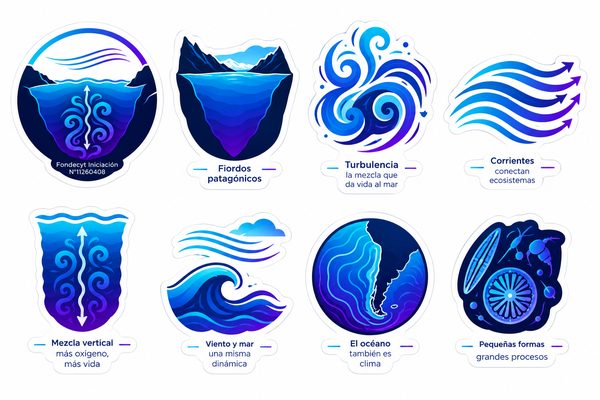 Fondecyt Iniciación
N°11260408
Fiordos
patagónicos
Turbulencia
la mezcla que
da vida al mar
Corrientes
conectan
ecosistemas
Mezcla vertical
más oxígeno,
más vida
Viento y mar
una misma
dinámica
El océano
también es
clima
Pequeñas formas
grandes procesos